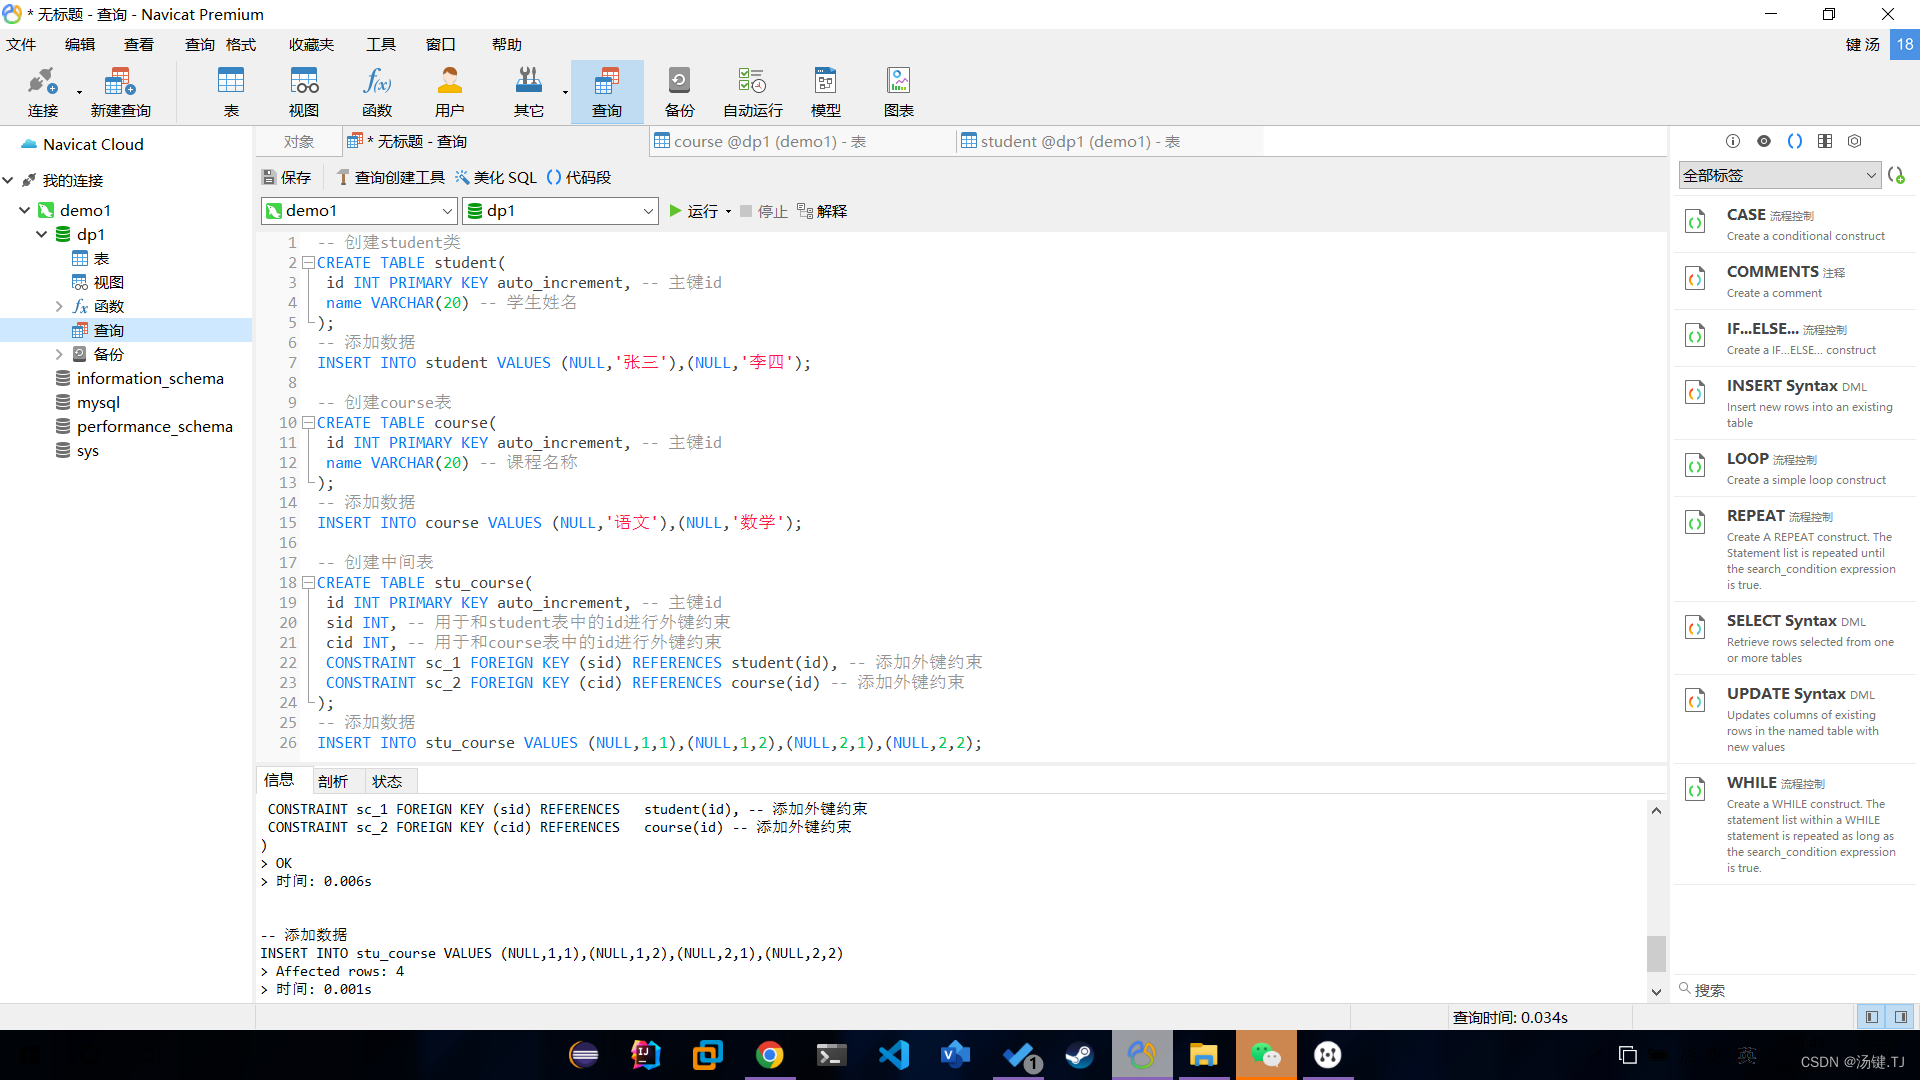 * 无标题 - 查询 - Navicat Premium
文件 编辑 查看 查询 格式 收藏夹 工具 窗口 帮助 键 汤 18
连接 新建查询 表 视图 函数 用户 其它 查询 备份 自动运行 模型 图表
Navicat Cloud
我的连接
demo1
dp1
表
视图
函数
查询
备份
information_schema
mysql
performance_schema
sys
对象 * 无标题 - 查询 course @dp1 (demo1) - 表 student @dp1 (demo1) - 表
保存 查询创建工具 美化 SQL 代码段
demo1 dp1 运行 停止 解释
1 -- 创建student类
2 CREATE TABLE student(
3 id INT PRIMARY KEY auto_increment, -- 主键id
4 name VARCHAR(20) -- 学生姓名
5 );
6 -- 添加数据
7 INSERT INTO student VALUES (NULL,'张三'),(NULL,'李四');
8
9 -- 创建course表
10 CREATE TABLE course(
11 id INT PRIMARY KEY auto_increment, -- 主键id
12 name VARCHAR(20) -- 课程名称
13 );
14 -- 添加数据
15 INSERT INTO course VALUES (NULL,'语文'),(NULL,'数学');
16
17 -- 创建中间表
18 CREATE TABLE stu_course(
19 id INT PRIMARY KEY auto_increment, -- 主键id
20 sid INT, -- 用于和student表中的id进行外键约束
21 cid INT, -- 用于和course表中的id进行外键约束
22 CONSTRAINT sc_1 FOREIGN KEY (sid) REFERENCES student(id), -- 添加外键约束
23 CONSTRAINT sc_2 FOREIGN KEY (cid) REFERENCES course(id) -- 添加外键约束
24 );
25 -- 添加数据
26 INSERT INTO stu_course VALUES (NULL,1,1),(NULL,1,2),(NULL,2,1),(NULL,2,2);
信息 剖析 状态
CONSTRAINT sc_1 FOREIGN KEY (sid) REFERENCES student(id), -- 添加外键约束
CONSTRAINT sc_2 FOREIGN KEY (cid) REFERENCES course(id) -- 添加外键约束
)
> OK
> 时间: 0.006s
-- 添加数据
INSERT INTO stu_course VALUES (NULL,1,1),(NULL,1,2),(NULL,2,1),(NULL,2,2)
> Affected rows: 4
> 时间: 0.001s
全部标签
CASE 流程控制
Create a conditional construct
COMMENTS 注释
Create a comment
IF...ELSE... 流程控制
Create a IF...ELSE... construct
INSERT Syntax DML
Insert new rows into an existing
table
LOOP 流程控制
Create a simple loop construct
REPEAT 流程控制
Create A REPEAT construct. The
Statement list is repeated until
the search_condition expression
is true.
SELECT Syntax DML
Retrieve rows selected from one
or more tables
UPDATE Syntax DML
Updates columns of existing
rows in the named table with
new values
WHILE 流程控制
Create a WHILE construct. The
statement list within a WHILE
statement is repeated as long as
the search_condition expression
is true.
搜索
查询时间: 0.034s
1
英
CSDN @汤键.TJ